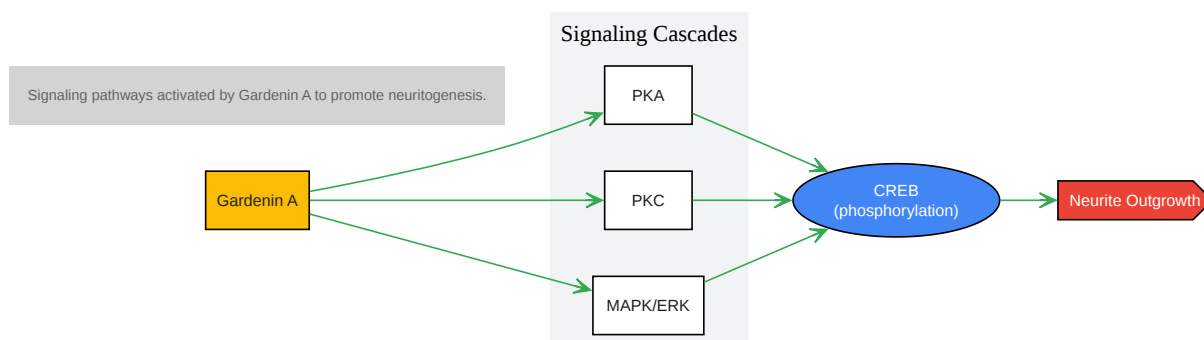 Signaling Cascades
Signaling pathways activated by Gardenin A to promote neuritogenesis.
PKA
Gardenin A
PKC
CREB
(phosphorylation)
Neurite Outgrowth
MAPK/ERK